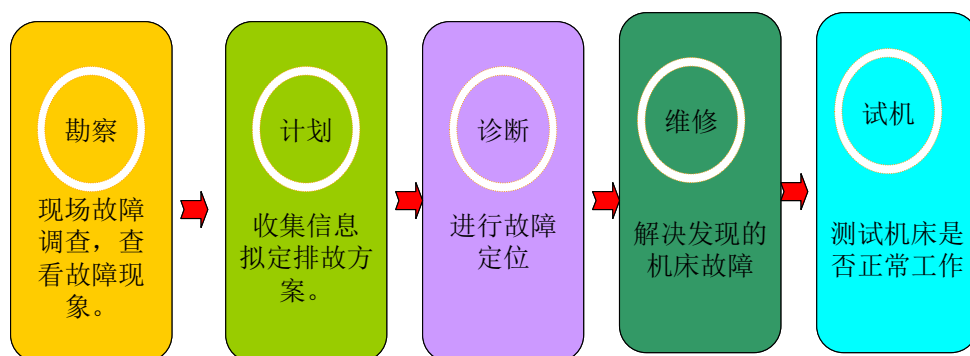 勘察
现场故障
调查，查
看故障现
象。
计划
收集信息
拟定排故方
案。
诊断
进行故障
定位
维修
解决发现的
机床故障
试机
测试机床是
否正常工作